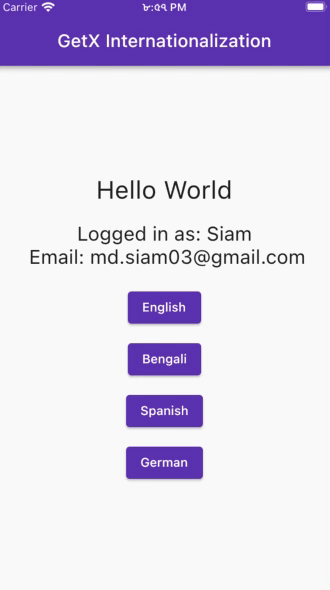 Carrier ৮:৫৭ PM
GetX Internationalization
Hello World
Logged in as: Siam
Email: md.siam03@gmail.com
English
Bengali
Spanish
German